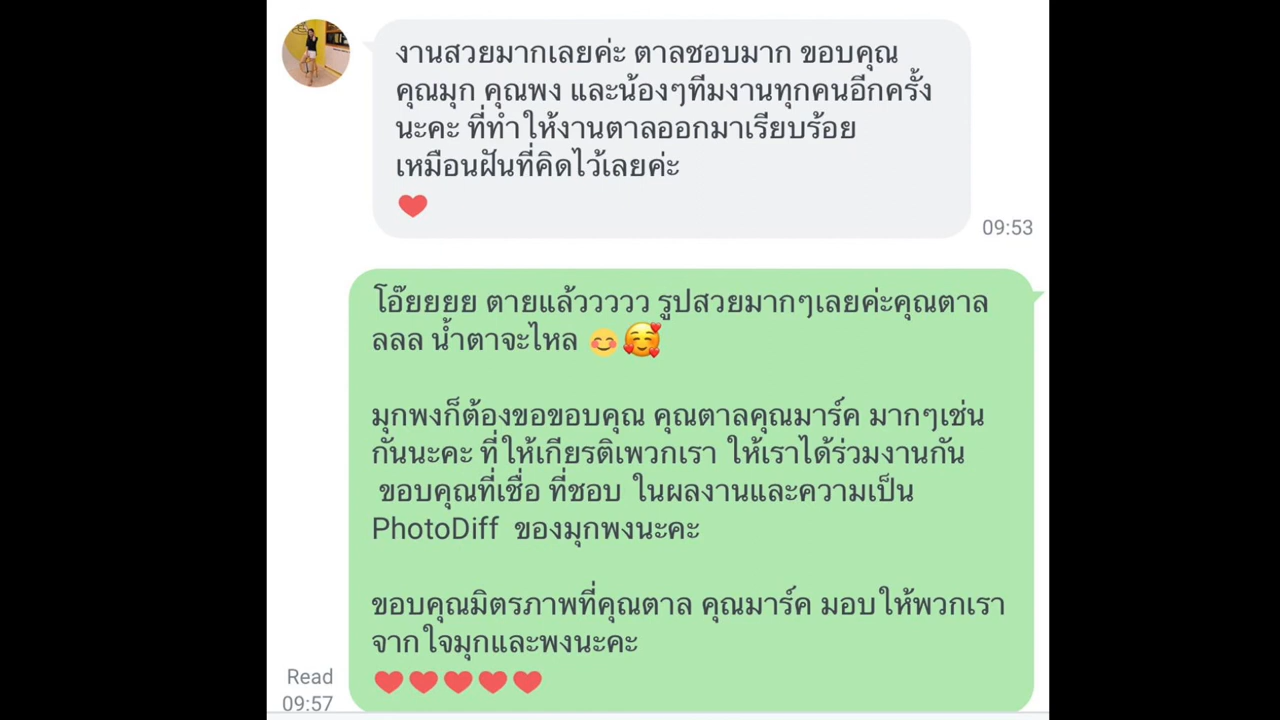 งานสวยมากเลยค่ะ ตาลชอบมาก ขอบคุณ
คุณมุก คุณพง และน้องๆทีมงานทุกคนอีกครั้ง
นะคะ ที่ทำให้งานตาลออกมาเรียบร้อย
เหมือนฝันที่คิดไว้เลยค่ะ
❤️
09:53
โอ๊ยยยย ตายแล้ววววว รูปสวยมากๆเลยค่ะคุณตาล
ลลล น้ำตาจะไหล 😊🥰
มุกพงก็ต้องขอขอบคุณ คุณตาลคุณมาร์ค มากๆเช่น
กันนะคะ ที่ให้เกียรติเพวกเรา ให้เราได้ร่วมงานกัน
ขอบคุณที่เชื่อ ที่ชอบ ในผลงานและความเป็น
PhotoDiff ของมุกพงนะคะ
ขอบคุณมิตรภาพที่คุณตาล คุณมาร์ค มอบให้พวกเรา
จากใจมุกและพงนะคะ
❤️❤️❤️❤️❤️
Read
09:57